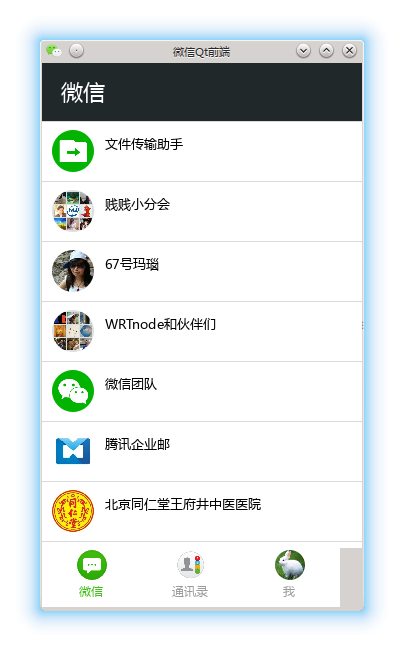 微信Qt前端
微信
文件传输助手
贱贱小分会
67号玛瑙
WRTnode和伙伴们
微信团队
腾讯企业邮
同仁堂
北京同仁堂王府井中医医院
微信
通讯录
我